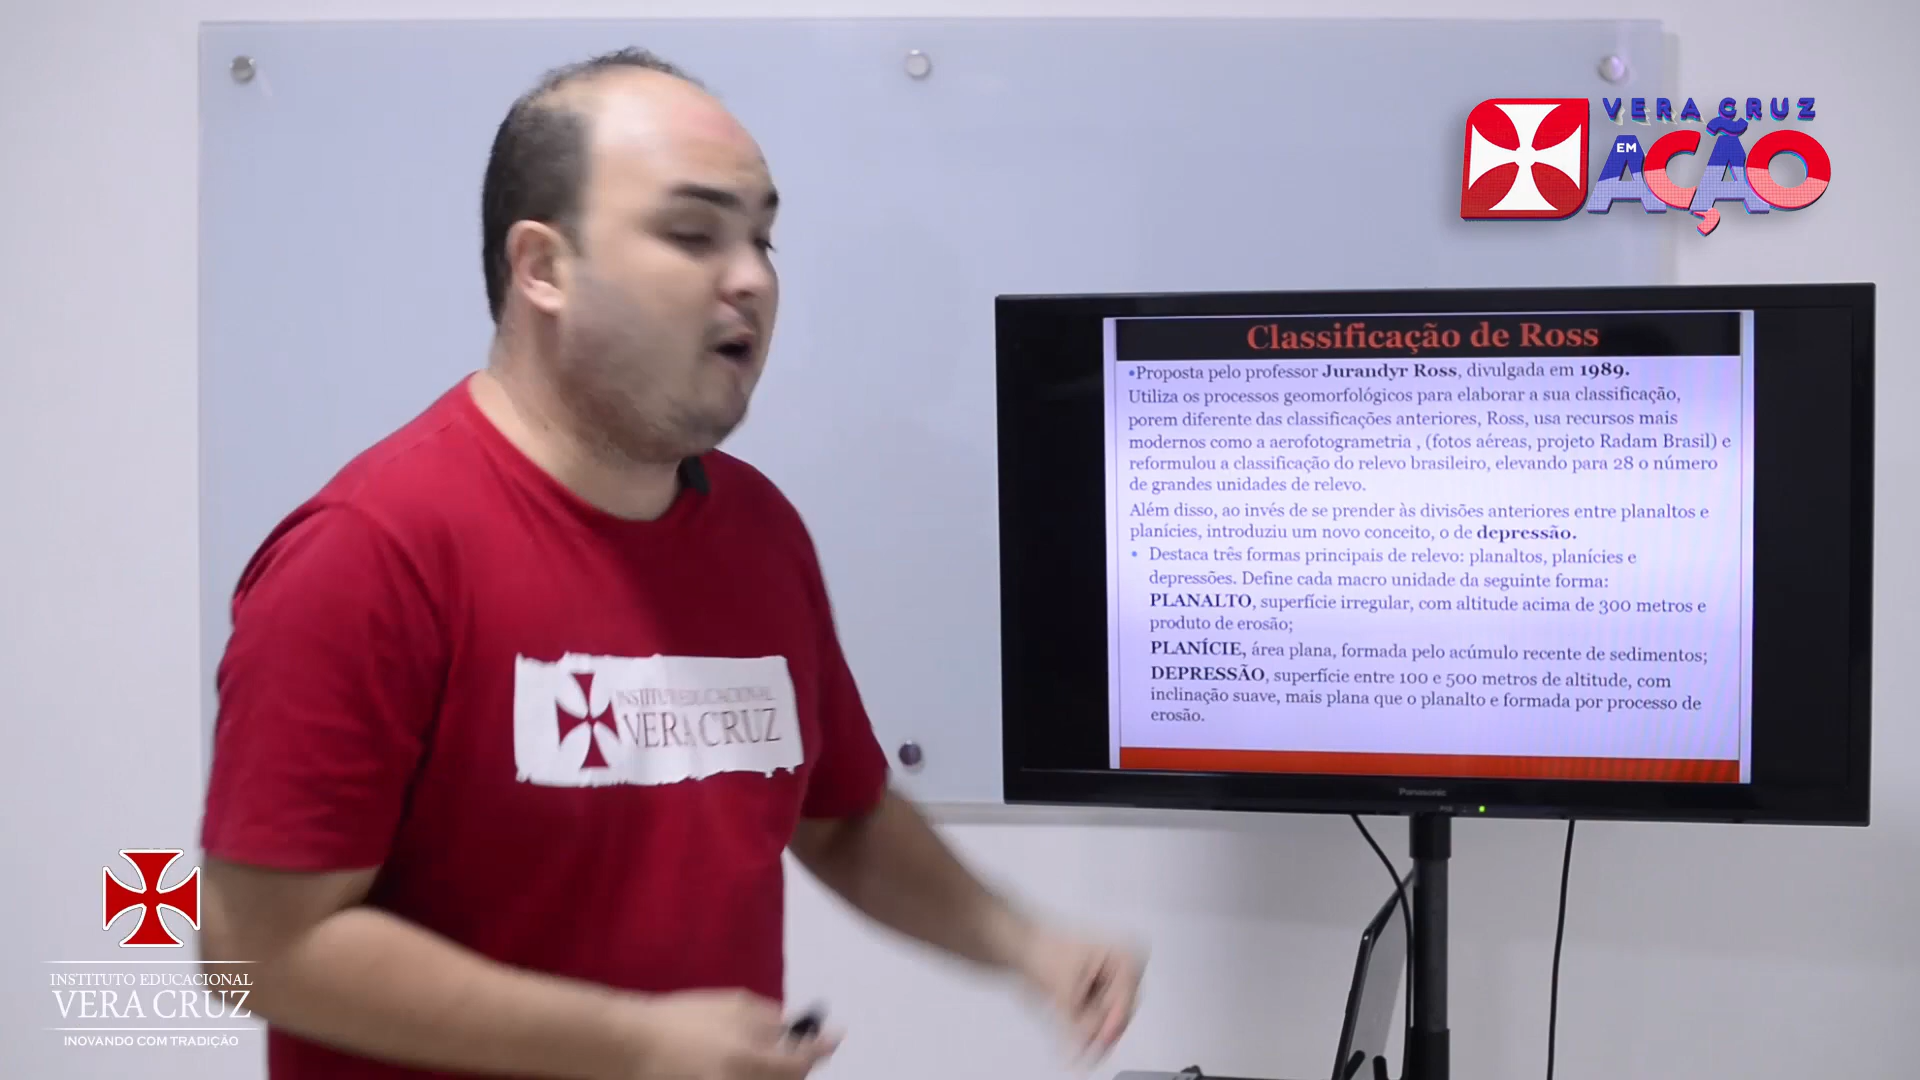 VERA CRUZ
EM
AÇÃO
Classificação de Ross
•Proposta pelo professor Jurandyr Ross, divulgada em 1989.
Utiliza os processos geomorfológicos para elaborar a sua classificação,
porem diferente das classificações anteriores, Ross, usa recursos mais
modernos como a aerofotogrametria , (fotos aéreas, projeto Radam Brasil) e
reformulou a classificação do relevo brasileiro, elevando para 28 o número
de grandes unidades de relevo.
Além disso, ao invés de se prender às divisões anteriores entre planaltos e
planícies, introduziu um novo conceito, o de depressão.
• Destaca três formas principais de relevo: planaltos, planícies e
depressões. Define cada macro unidade da seguinte forma:
PLANALTO, superfície irregular, com altitude acima de 300 metros e
produto de erosão;
PLANÍCIE, área plana, formada pelo acúmulo recente de sedimentos;
DEPRESSÃO, superfície entre 100 e 500 metros de altitude, com
inclinação suave, mais plana que o planalto e formada por processo de
erosão.
Panasonic
INSTITUTO EDUCACIONAL
VERA CRUZ
INSTITUTO EDUCACIONAL
VERA CRUZ
INOVANDO COM TRADIÇÃO